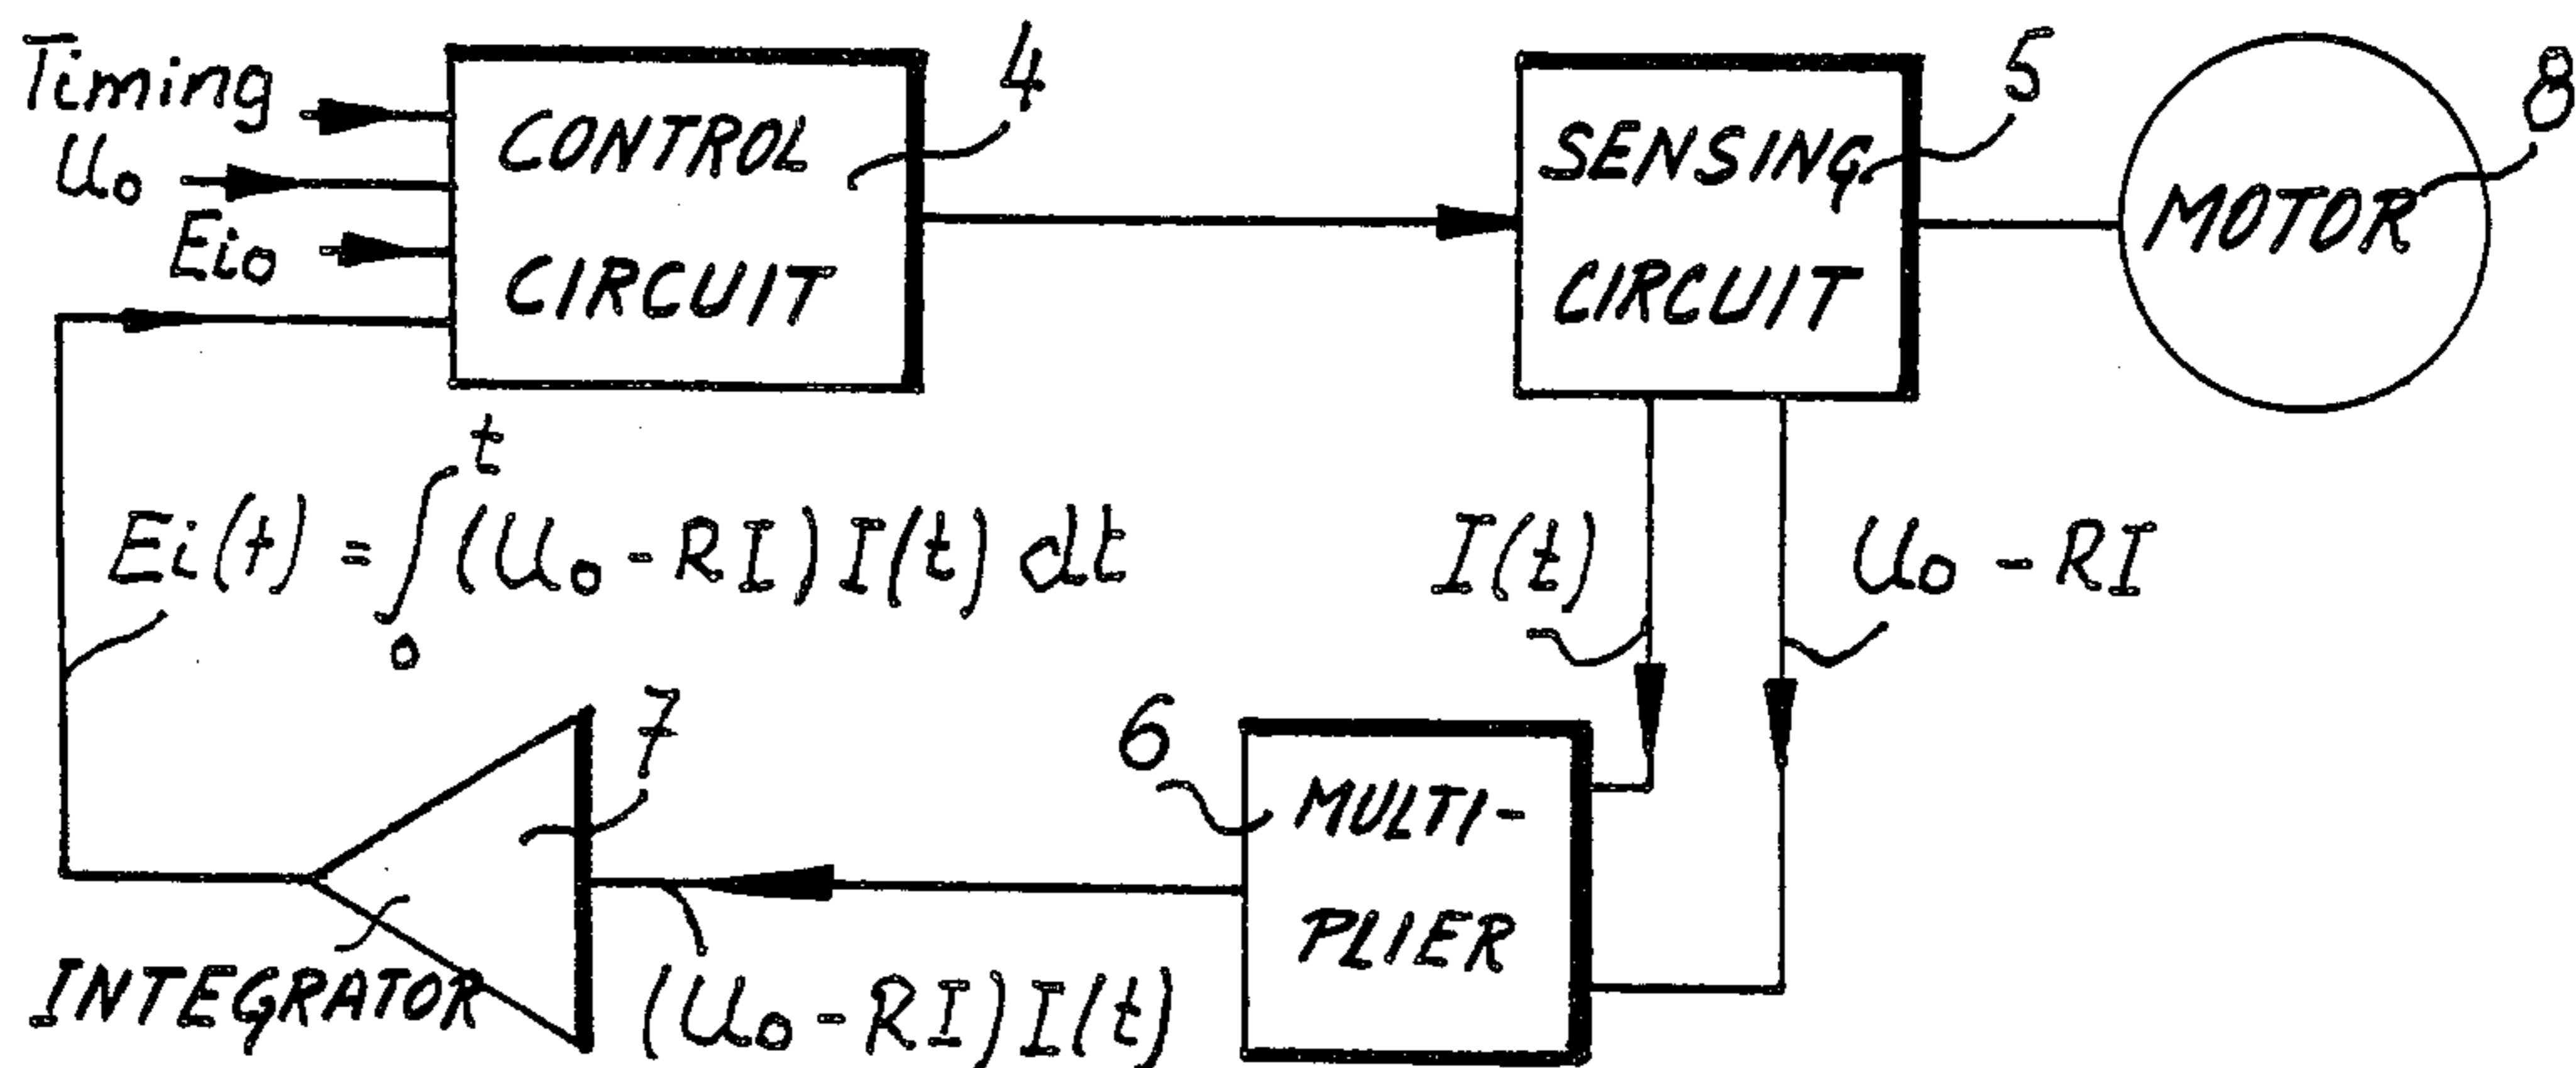 Timing
U₀
Ei₀
CONTROL
CIRCUIT
4
SENSING
CIRCUIT
5
MOTOR
8
Ei(t) = ∫₀ᵗ (U₀ - RI) I(t) dt
I(t)
U₀ - RI
7
INTEGRATOR
(U₀ - RI) I(t)
6
MULTI-
PLIER